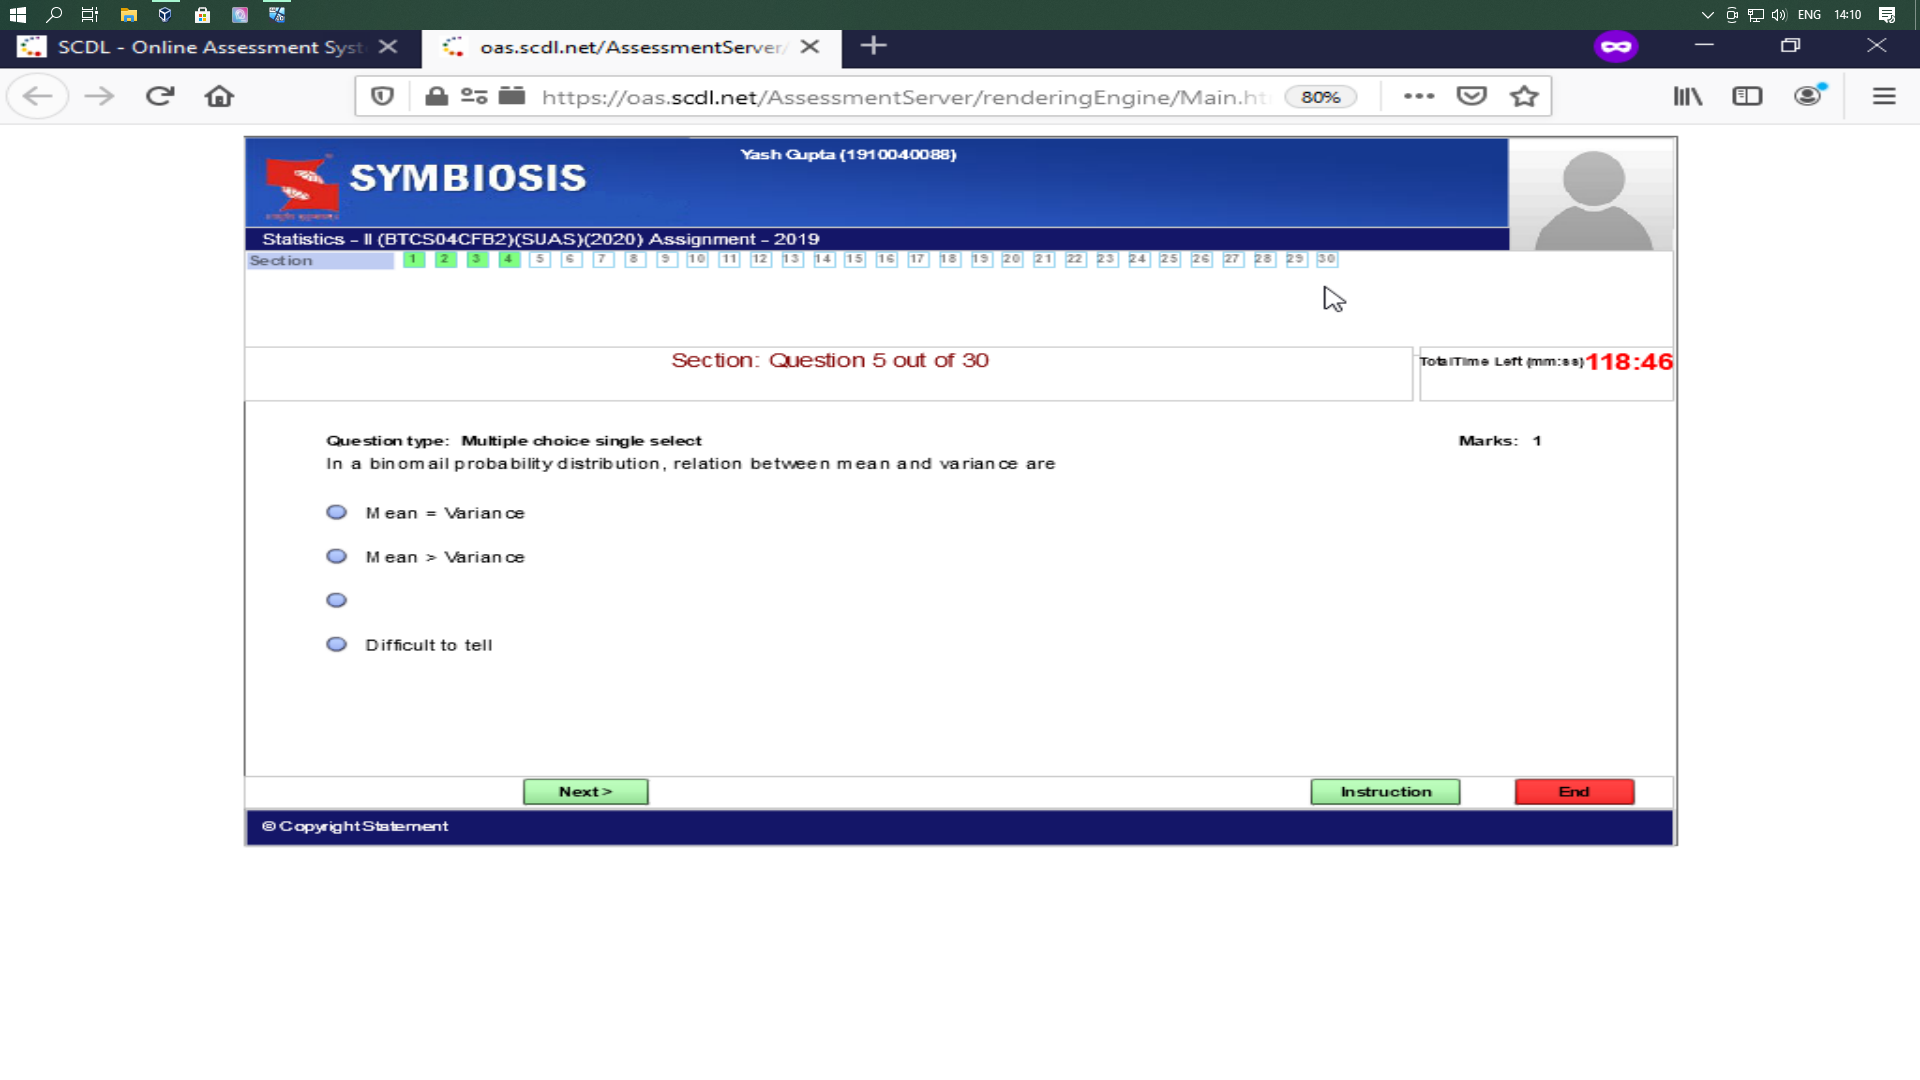 ENG 14:10
SCDL - Online Assessment Syst
oas.scdl.net/AssessmentServer/
https://oas.scdl.net/AssessmentServer/renderingEngine/Main.ht
80%
Yash Gupta (1910040088)
SYMBIOSIS
Statistics - II (BTCS04CFB2)(SUAS)(2020) Assignment - 2019
Section 1 2 3 4 5 6 7 8 9 10 11 12 13 14 15 16 17 18 19 20 21 22 23 24 25 26 27 28 29 30
Section: Question 5 out of 30
Total Time Left (mm:ss) 118:46
Question type: Multiple choice single select
Marks: 1
In a binomail probability distribution, relation between mean and variance are
Mean = Variance
Mean > Variance
Difficult to tell
Next >
Instruction
End
© Copyright Statement